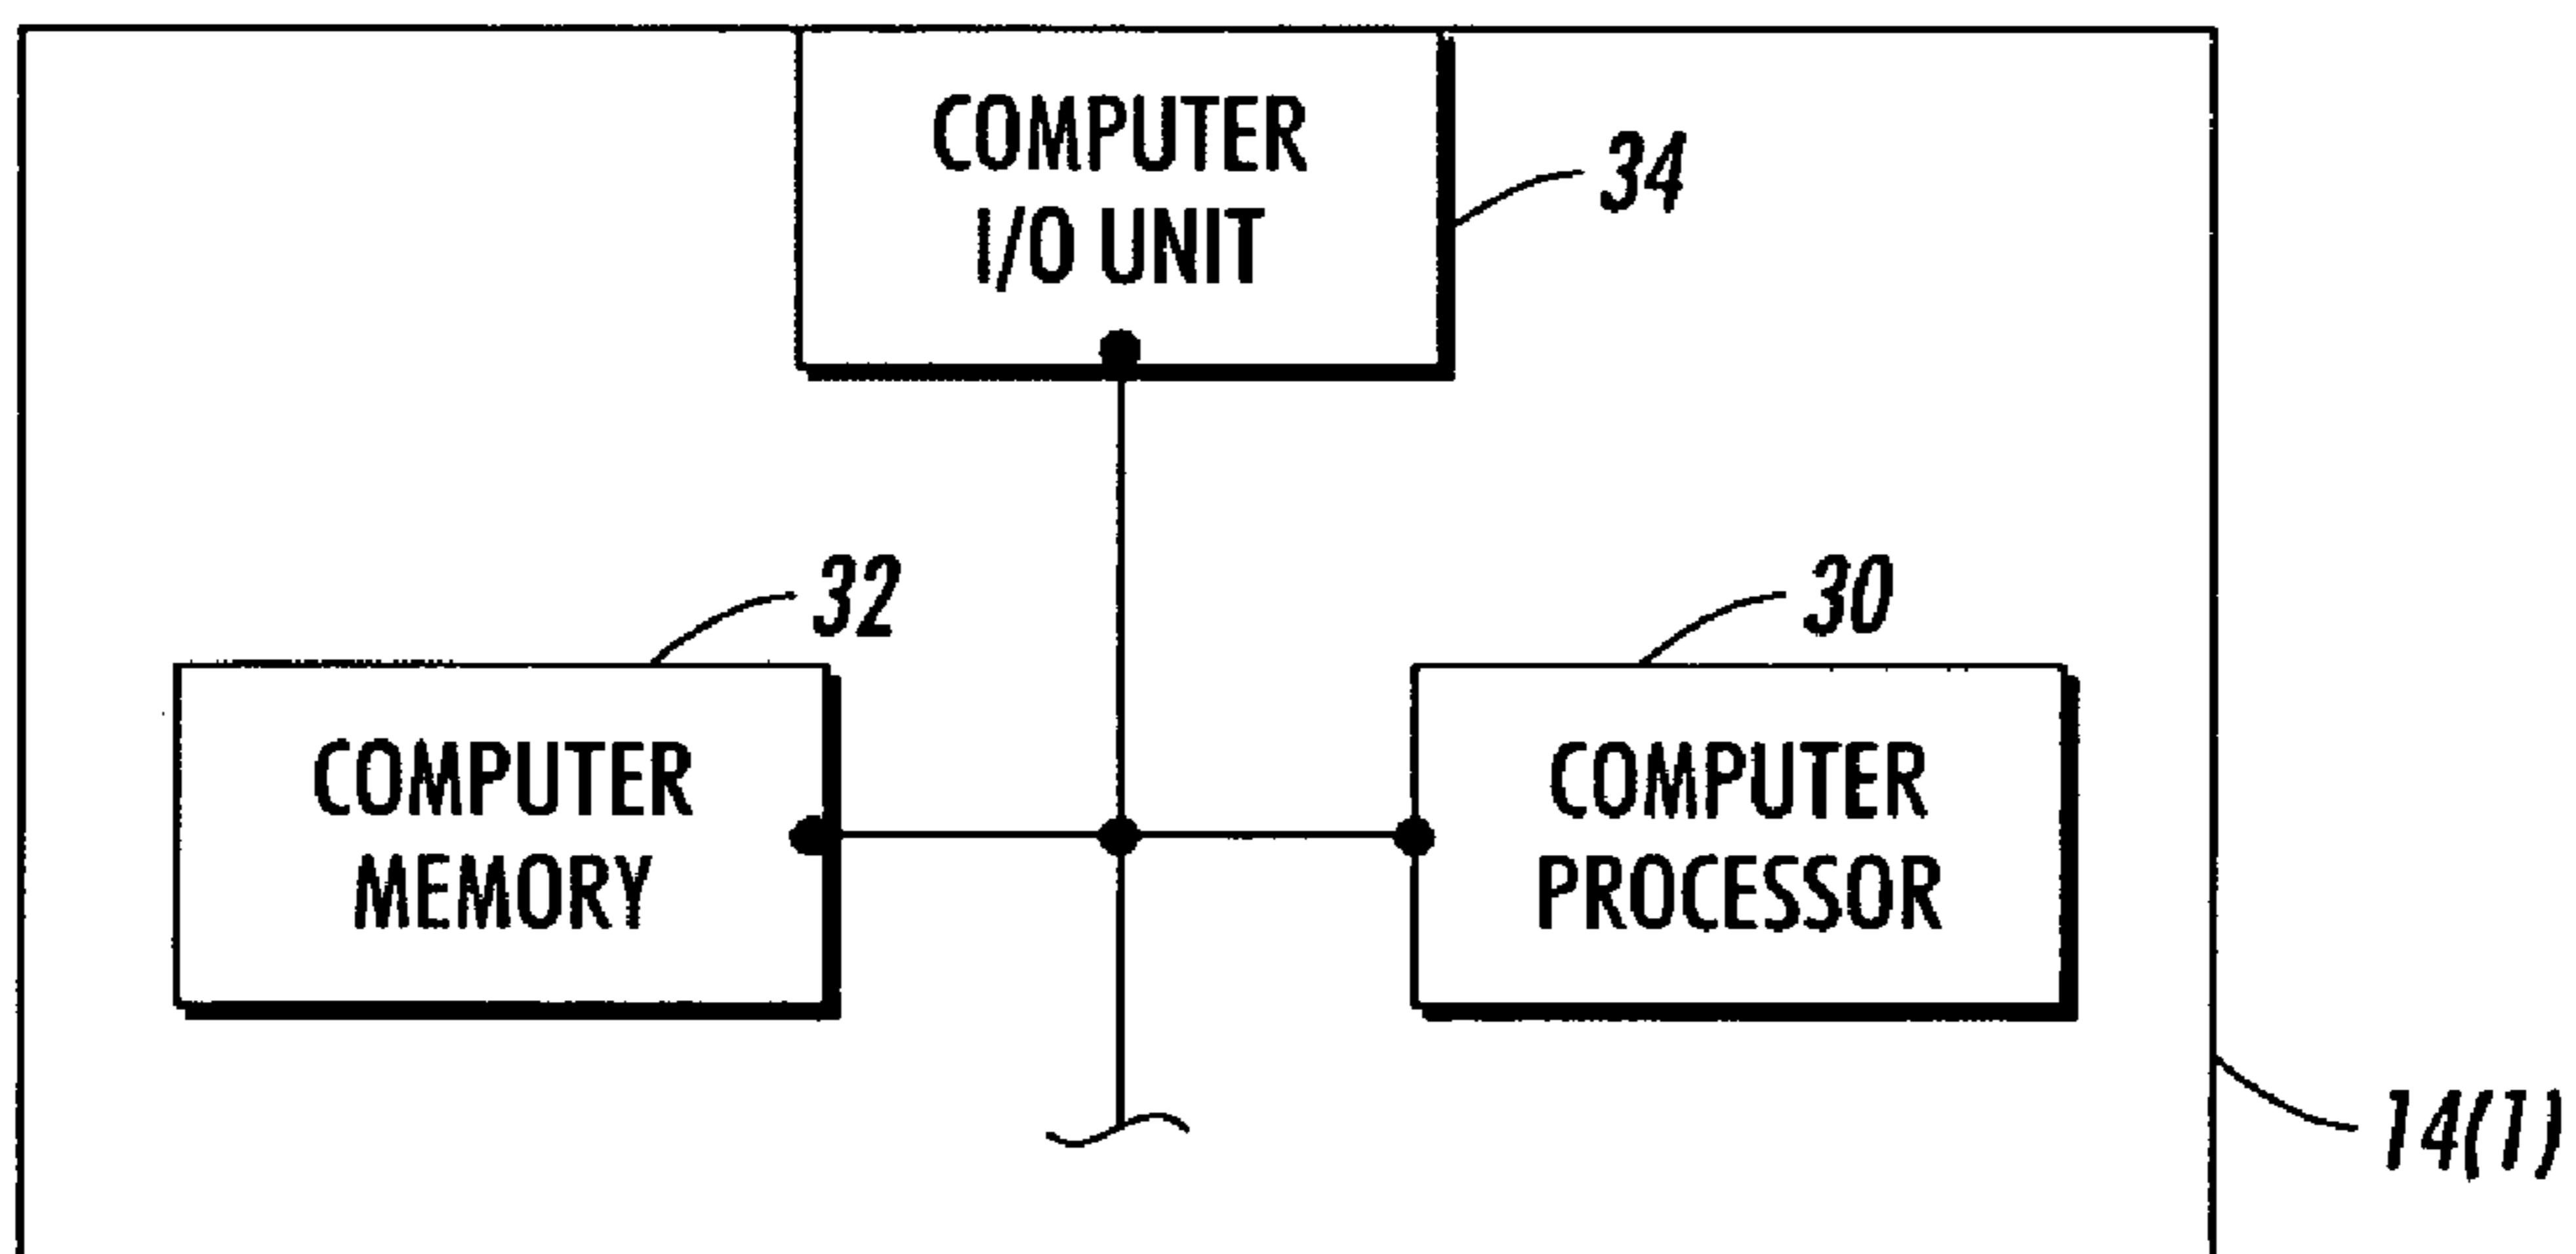 COMPUTER
I/O UNIT
34
32
30
COMPUTER
MEMORY
COMPUTER
PROCESSOR
14(1)